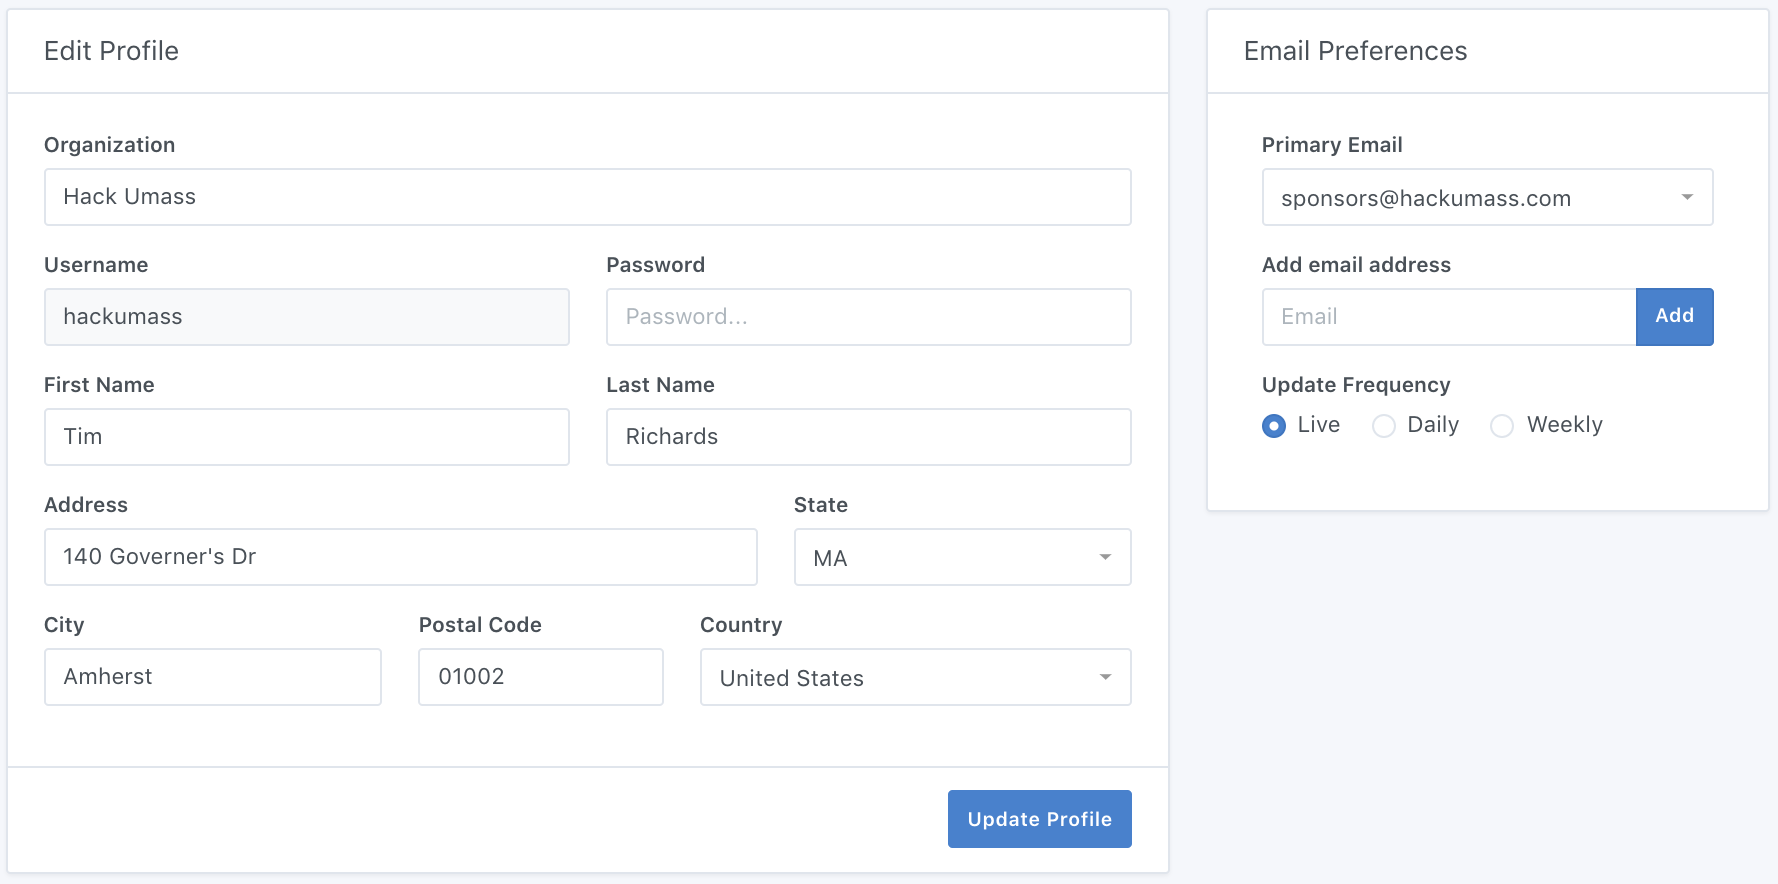 Edit Profile
Organization
Hack Umass
Username
Password
hackumass
Password...
First Name
Last Name
Tim
Richards
Address
State
140 Governer's Dr
MA
City
Postal Code
Country
Amherst
01002
United States
Update Profile
Email Preferences
Primary Email
sponsors@hackumass.com
Add email address
Email
Add
Update Frequency
Live
Daily
Weekly